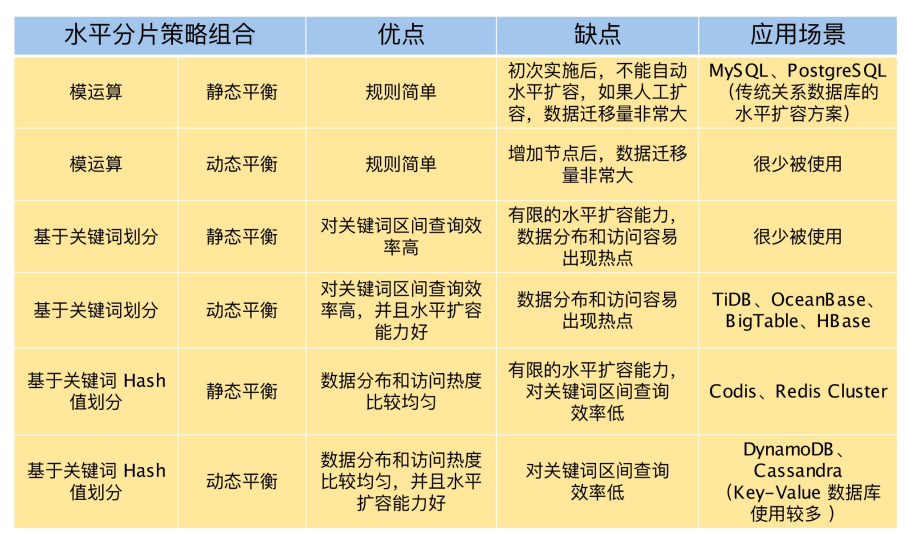 水平分片策略组合
优点
缺点
应用场景
模运算
静态平衡
规则简单
初次实施后，不能自动
水平扩容，如果人工扩
容，数据迁移量非常大
MySQL、PostgreSQL
（传统关系数据库的
水平扩容方案）
模运算
动态平衡
规则简单
增加节点后，数据迁移
量非常大
很少被使用
基于关键词划分
静态平衡
对关键词区间查询效
率高
有限的水平扩容能力，
数据分布和访问容易
出现热点
很少被使用
基于关键词划分
动态平衡
对关键词区间查询效
率高，并且水平扩容
能力好
数据分布和访问容易
出现热点
TiDB、OceanBase、
BigTable、HBase
基于关键词 Hash
值划分
静态平衡
数据分布和访问热度
比较均匀
有限的水平扩容能力，
对关键词区间查询
效率低
Codis、Redis Cluster
基于关键词 Hash
值划分
动态平衡
数据分布和访问热度
比较均匀，并且水平
扩容能力好
对关键词区间查询
效率低
DynamoDB、
Cassandra
（Key-Value 数据库
使用较多 ）